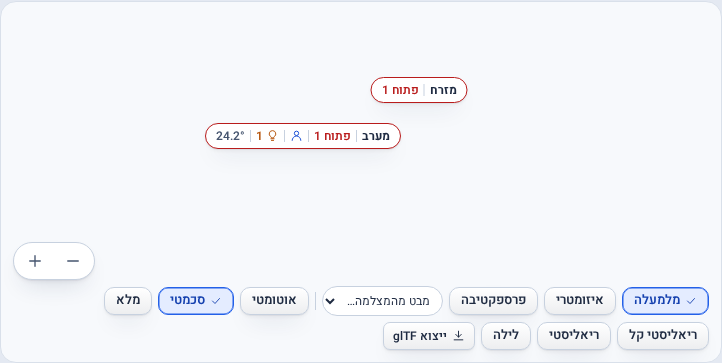 מזרח פתוח 1
מערב פתוח 1 1 24.2°
מלמעלה איזומטרי פרספקטיבה מבט מהמצלמה... אוטומטי סכמטי מלא
ריאליסטי קל ריאליסטי לילה ייצוא glTF